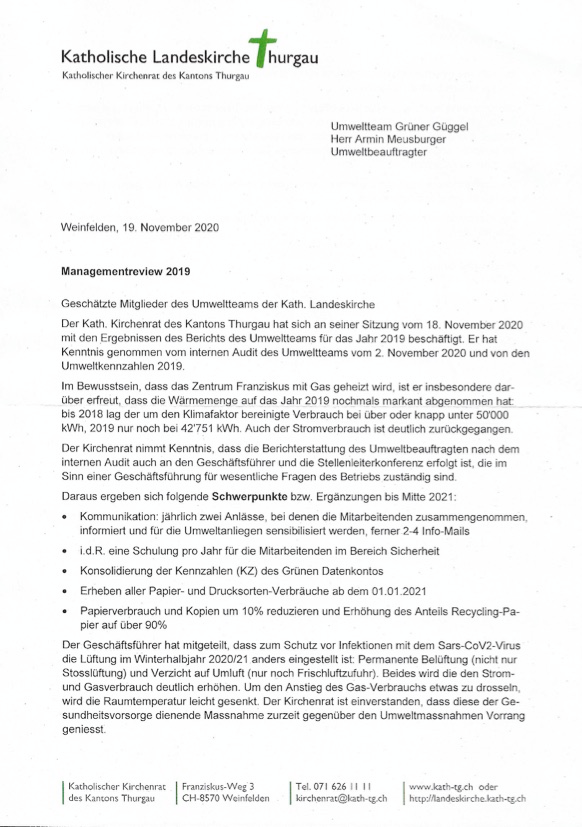 Katholische Landeskirche Thurgau
Katholischer Kirchenrat des Kantons Thurgau
Umweltteam Grüner Güggel
Herr Armin Meusburger
Umweltbeauftragter
Weinfelden, 19. November 2020
Managementreview 2019
Geschätzte Mitglieder des Umweltteams der Kath. Landeskirche
Der Kath. Kirchenrat des Kantons Thurgau hat sich an seiner Sitzung vom 18. November 2020
mit den Ergebnissen des Berichts des Umweltteams für das Jahr 2019 beschäftigt. Er hat
Kenntnis genommen vom internen Audit des Umweltteams vom 2. November 2020 und von den
Umweltkennzahlen 2019.
Im Bewusstsein, dass das Zentrum Franziskus mit Gas geheizt wird, ist er insbesondere dar-
über erfreut, dass die Wärmemenge auf das Jahr 2019 nochmals markant abgenommen hat:
bis 2018 lag der um den Klimafaktor bereinigte Verbrauch bei über oder knapp unter 50'000
kWh, 2019 nur noch bei 42'751 kWh. Auch der Stromverbrauch ist deutlich zurückgegangen.
Der Kirchenrat nimmt Kenntnis, dass die Berichterstattung des Umweltbeauftragten nach dem
internen Audit auch an den Geschäftsführer und die Stellenleiterkonferenz erfolgt ist, die im
Sinn einer Geschäftsführung für wesentliche Fragen des Betriebs zuständig sind.
Daraus ergeben sich folgende Schwerpunkte bzw. Ergänzungen bis Mitte 2021:
• Kommunikation: jährlich zwei Anlässe, bei denen die Mitarbeitenden zusammengenommen,
informiert und für die Umweltanliegen sensibilisiert werden, ferner 2-4 Info-Mails
• i.d.R. eine Schulung pro Jahr für die Mitarbeitenden im Bereich Sicherheit
• Konsolidierung der Kennzahlen (KZ) des Grünen Datenkontos
• Erheben aller Papier- und Drucksorten-Verbräuche ab dem 01.01.2021
• Papierverbrauch und Kopien um 10% reduzieren und Erhöhung des Anteils Recycling-Pa-
pier auf über 90%
Der Geschäftsführer hat mitgeteilt, dass zum Schutz vor Infektionen mit dem Sars-CoV2-Virus
die Lüftung im Winterhalbjahr 2020/21 anders eingestellt ist: Permanente Belüftung (nicht nur
Stosslüftung) und Verzicht auf Umluft (nur noch Frischluftzufuhr). Beides wird die den Strom-
und Gasverbrauch deutlich erhöhen. Um den Anstieg des Gas-Verbrauchs etwas zu drosseln,
wird die Raumtemperatur leicht gesenkt. Der Kirchenrat ist einverstanden, dass diese der Ge-
sundheitsvorsorge dienende Massnahme zurzeit gegenüber den Umweltmassnahmen Vorrang
geniesst.
Katholischer Kirchenrat
des Kantons Thurgau
Franziskus-Weg 3
CH-8570 Weinfelden
Tel. 071 626 11 11
kirchenrat@kath-tg.ch
www.kath-tg.ch oder
http://landeskirche.kath-tg.ch